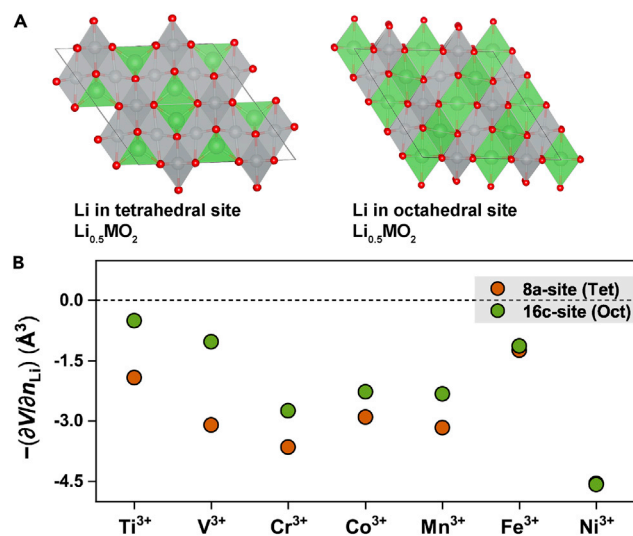 A
Li in tetrahedral site
Li0.5MO2
Li in octahedral site
Li0.5MO2
B
−(∂V/∂nLi) (Å3)
0.0
-1.5
-3.0
-4.5
8a-site (Tet)
16c-site (Oct)
Ti3+ V3+ Cr3+ Co3+ Mn3+ Fe3+ Ni3+